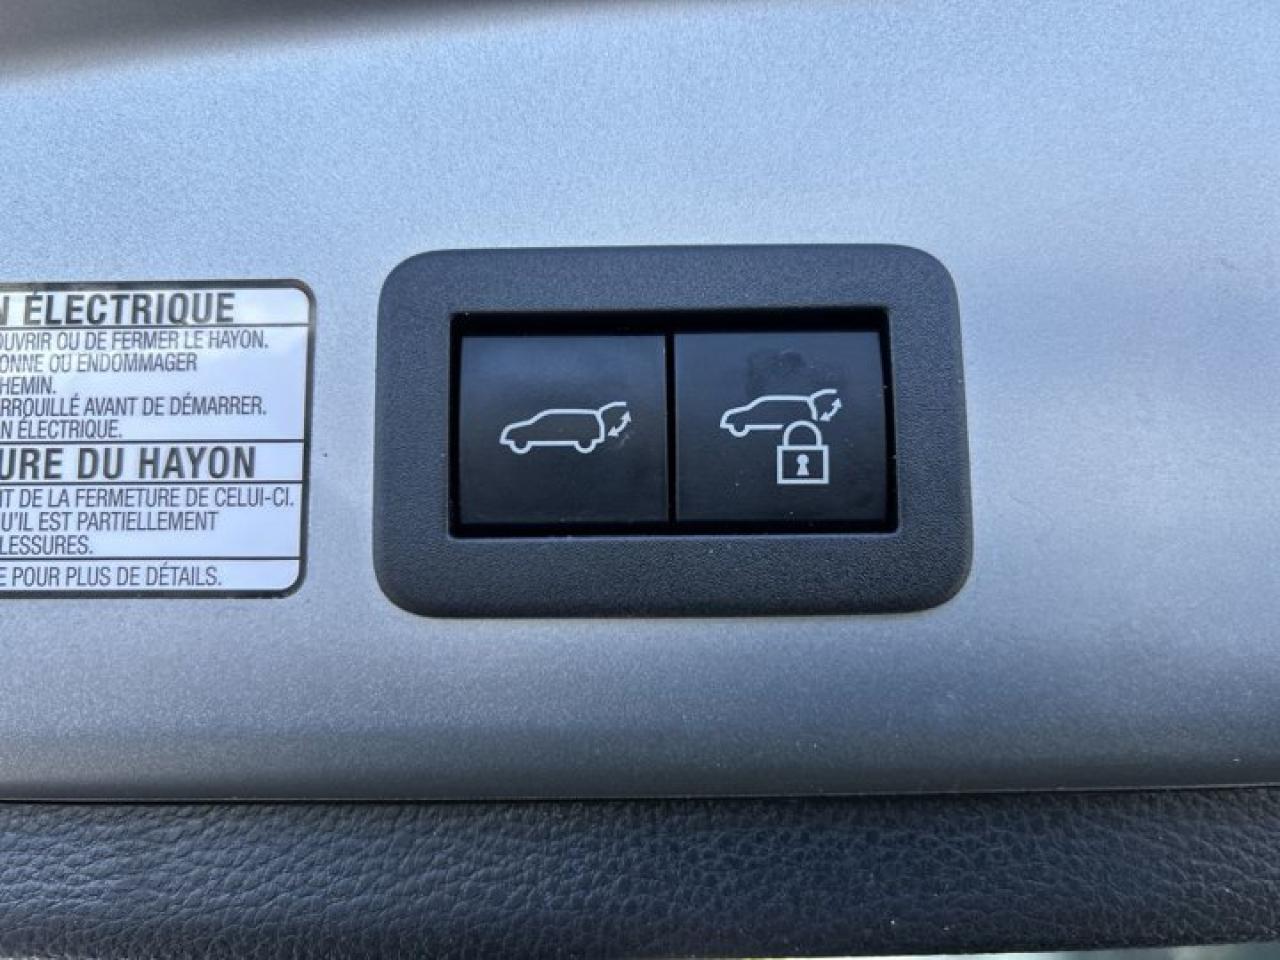 N ÉLECTRIQUE
OUVRIR OU DE FERMER LE HAYON.
ONNE OU ENDOMMAGER
HEMIN.
RROUILLÉ AVANT DE DÉMARRER.
N ÉLECTRIQUE.
URE DU HAYON
IT DE LA FERMETURE DE CELUI-CI.
U'IL EST PARTIELLEMENT
LESSURES.
E POUR PLUS DE DÉTAILS.